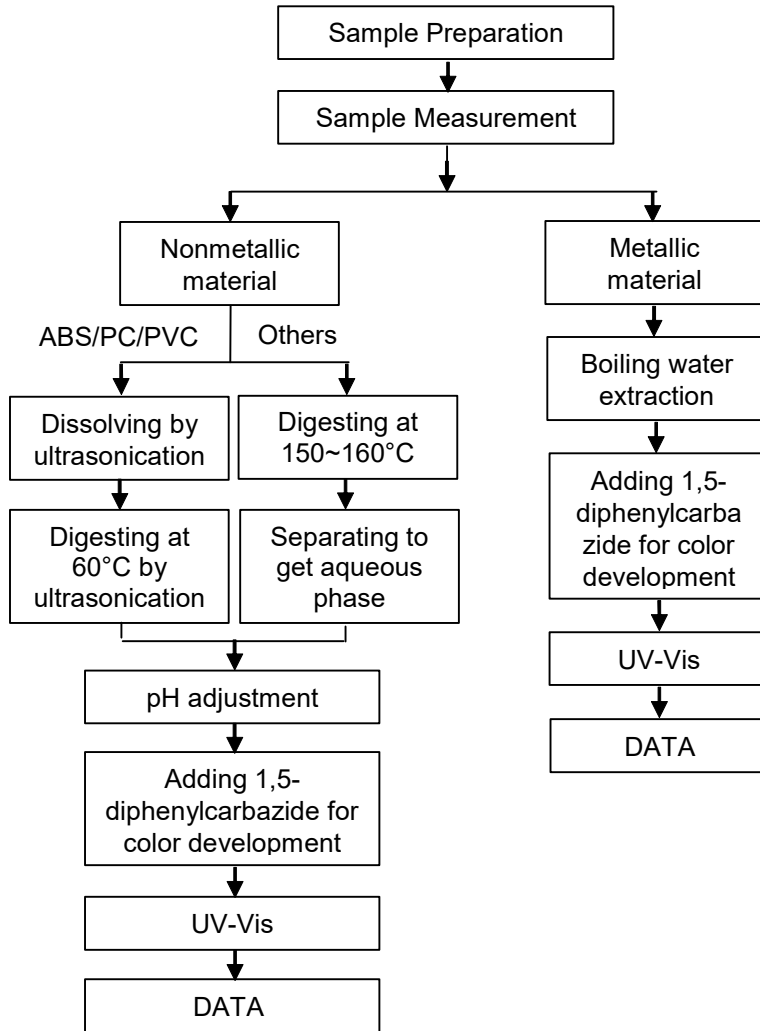 Sample Preparation
Sample Measurement
Nonmetallic
material
Metallic
material
ABS/PC/PVC
Others
Boiling water
extraction
Dissolving by
ultrasonication
Digesting at
150~160°C
Adding 1,5-
diphenylcarba
zide for color
development
Digesting at
60°C by
ultrasonication
Separating to
get aqueous
phase
UV-Vis
pH adjustment
DATA
Adding 1,5-
diphenylcarbazide for
color development
UV-Vis
DATA